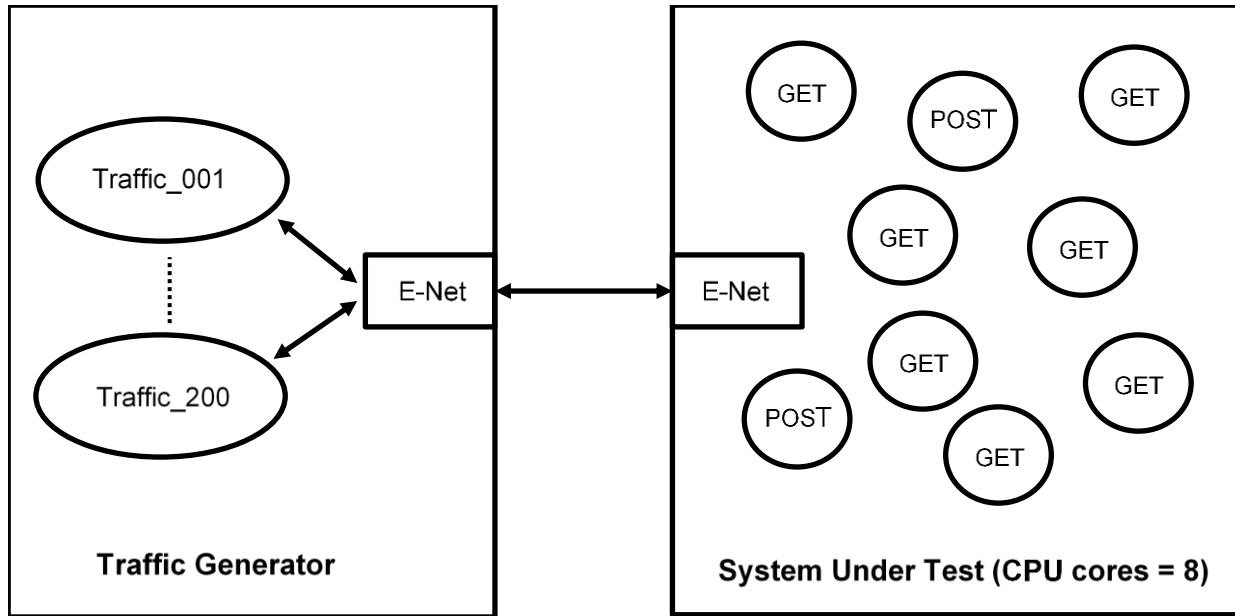 Traffic_001
Traffic_200
E-Net
Traffic Generator
E-Net
GET
POST
GET
GET
GET
GET
GET
POST
GET
System Under Test (CPU cores = 8)